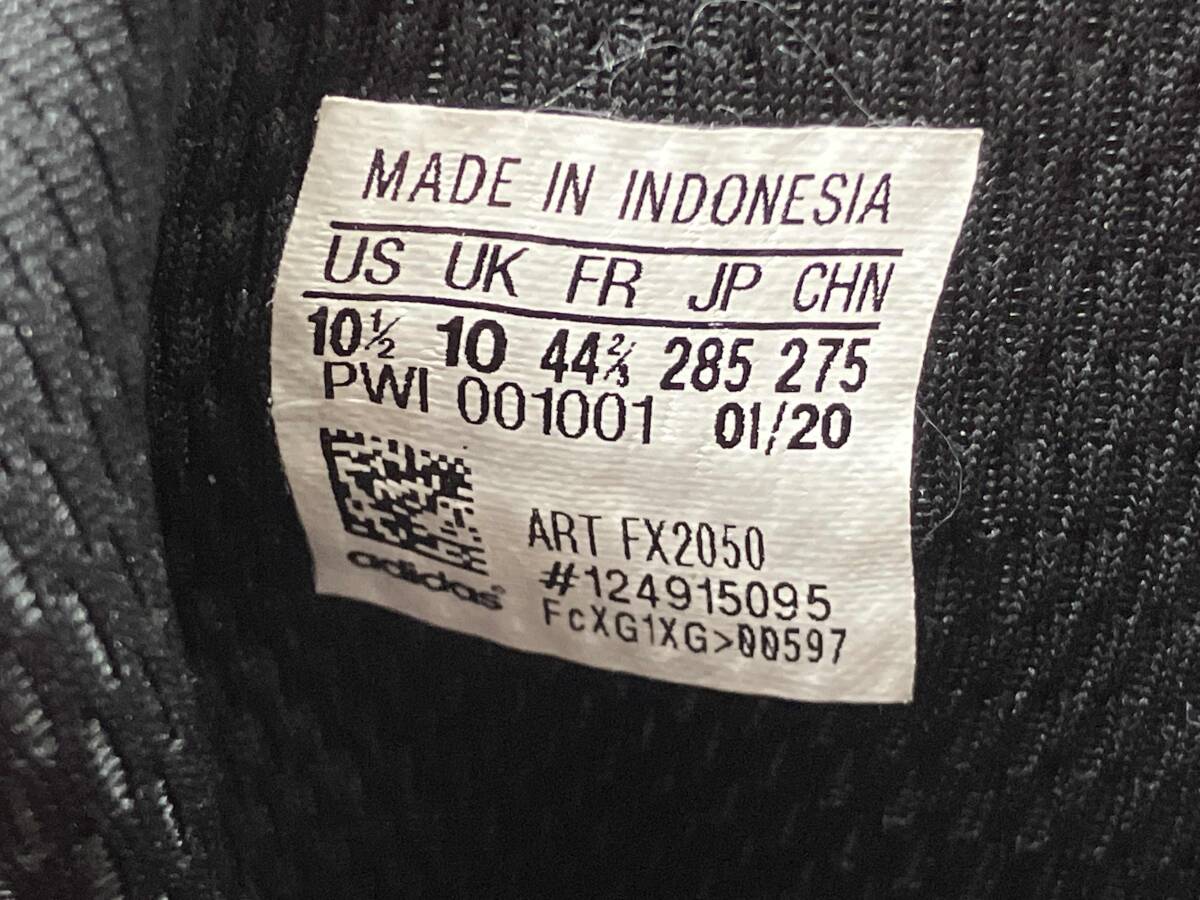 MADE IN INDONESIA
US UK FR JP CHN
10½ 10 44⅔ 285 275
PWI 001001 01/20
ART FX2050
#124915095
adidas
FcXG1XG>00597